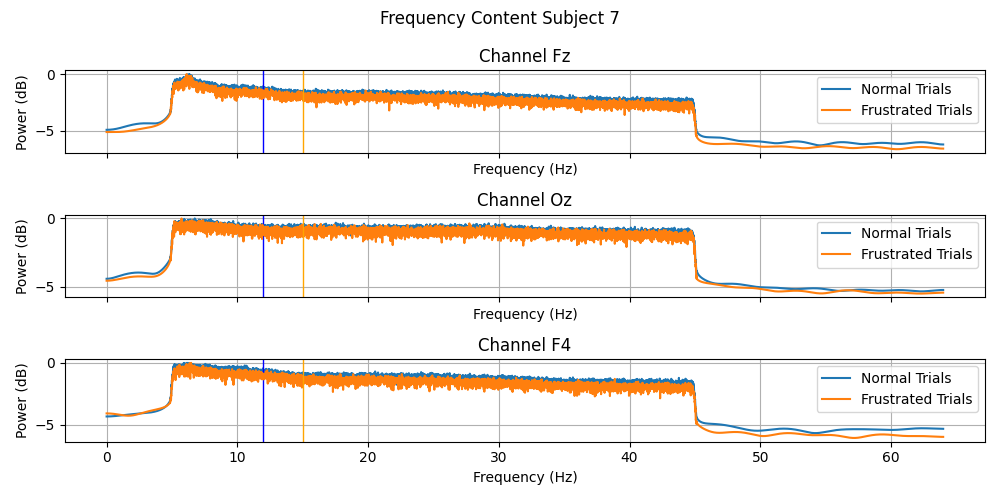 Frequency Content Subject 7
Channel Fz
Power (dB)
0
−5
Normal Trials
Frustrated Trials
Frequency (Hz)
Channel Oz
Power (dB)
0
−5
Normal Trials
Frustrated Trials
Frequency (Hz)
Channel F4
Power (dB)
0
−5
Normal Trials
Frustrated Trials
0 10 20 30 40 50 60
Frequency (Hz)